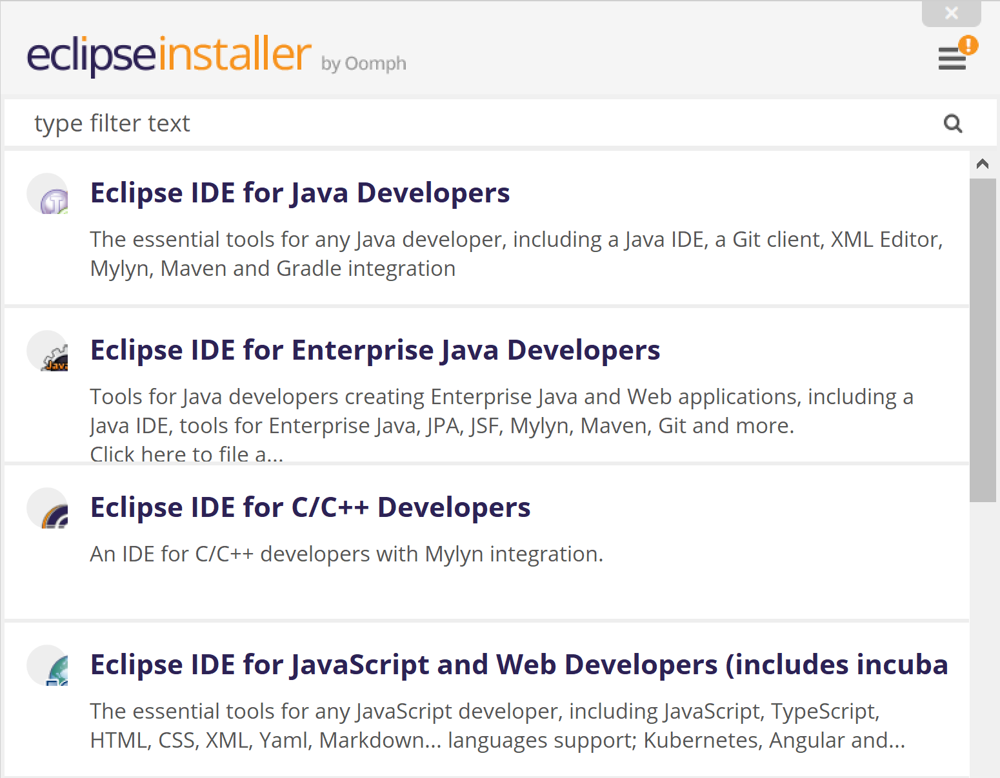 eclipseinstaller by Oomph
type filter text
Eclipse IDE for Java Developers
The essential tools for any Java developer, including a Java IDE, a Git client, XML Editor,
Mylyn, Maven and Gradle integration
Eclipse IDE for Enterprise Java Developers
Tools for Java developers creating Enterprise Java and Web applications, including a
Java IDE, tools for Enterprise Java, JPA, JSF, Mylyn, Maven, Git and more.
Click here to file a...
Eclipse IDE for C/C++ Developers
An IDE for C/C++ developers with Mylyn integration.
Eclipse IDE for JavaScript and Web Developers (includes incuba
The essential tools for any JavaScript developer, including JavaScript, TypeScript,
HTML, CSS, XML, Yaml, Markdown... languages support; Kubernetes, Angular and...